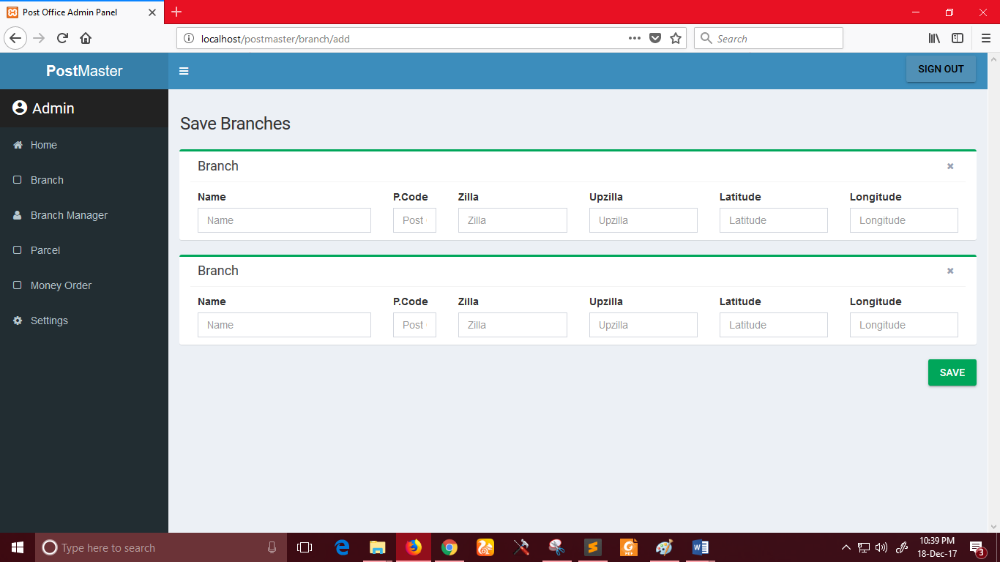 Post Office Admin Panel
localhost/postmaster/branch/add
Search
PostMaster
SIGN OUT
Admin
Home
Branch
Branch Manager
Parcel
Money Order
Settings
Save Branches
Branch
Name P.Code Zilla Upzilla Latitude Longitude
Name Post Zilla Upzilla Latitude Longitude
Branch
Name P.Code Zilla Upzilla Latitude Longitude
Name Post Zilla Upzilla Latitude Longitude
SAVE
Type here to search
PDF
10:39 PM
18-Dec-17
3